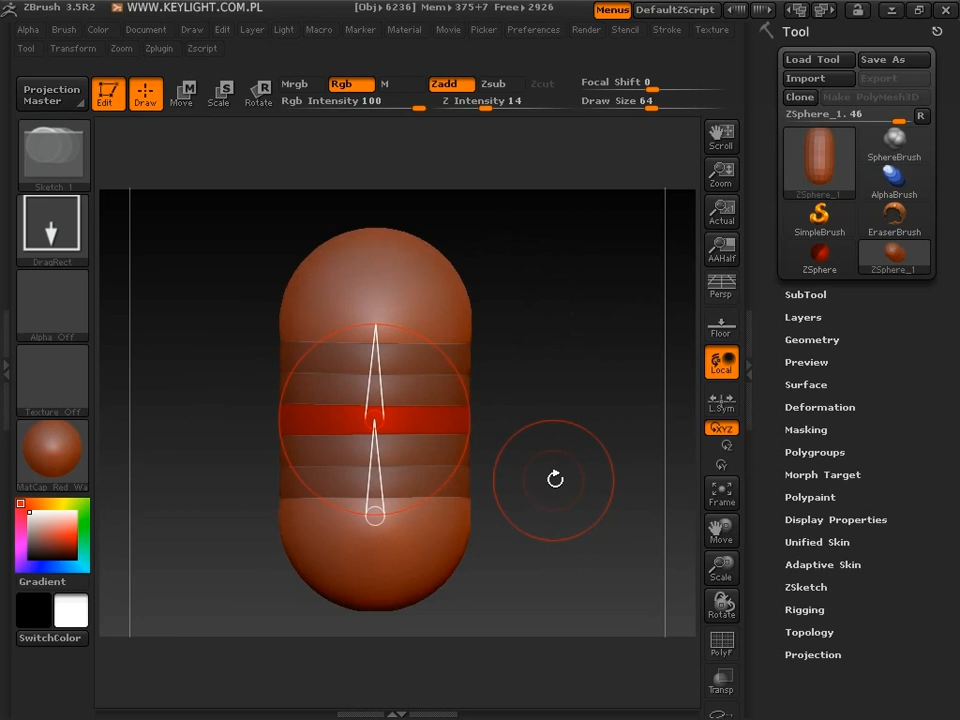 ZBrush 3.5R2 WWW.KEYLIGHT.COM.PL [Obj▸6236] Mem▸375+7 Free▸2926 Menus DefaultZScript
Alpha Brush Color Document Draw Edit Layer Light Macro Marker Material Movie Picker Preferences Render Stencil Stroke Texture
Tool Transform Zoom Zplugin Zscript
Projection
Master
Edit
Draw
Move
Scale
Rotate
Mrgb Rgb M Zadd Zsub Zcut
Rgb Intensity 100 Z Intensity 14
Focal Shift 0
Draw Size 64
Sketch 1
DragRect
Alpha Off
Texture Off
MatCap Red Wa
Gradient
SwitchColor
Scroll
Zoom
Actual
AAHalf
Persp
Floor
Local
L.Sym
XYZ
Z
Y
Frame
Move
Scale
Rotate
PolyF
Transp
Tool
Load Tool Save As
Import Export
Clone Make PolyMesh3D
ZSphere_1. 46 R
ZSphere_1
SphereBrush
AlphaBrush
SimpleBrush EraserBrush
ZSphere ZSphere_1
SubTool
Layers
Geometry
Preview
Surface
Deformation
Masking
Polygroups
Morph Target
Polypaint
Display Properties
Unified Skin
Adaptive Skin
ZSketch
Rigging
Topology
Projection